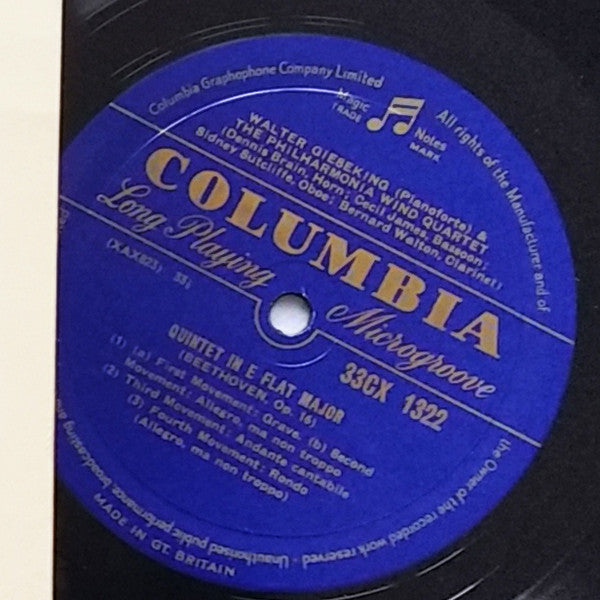 Columbia Graphophone Company Limited
Magic Notes
TRADE MARK
All rights of the Manufacturer and of
the Owner of the recorded work reserved -
Unauthorised public performance, broadcasting
MADE IN GT. BRITAIN
WALTER GIESEKING (Pianoforte) &
THE PHILHARMONIA WIND QUARTET
(Dennis Brain, Horn; Cecil James, Bassoon;
Sidney Sutcliffe, Oboe; Bernard Walton, Clarinet)
COLUMBIA
Long Playing Microgroove
(XAX823) 33⅓
33CX 1322
QUINTET IN E FLAT MAJOR
(BEETHOVEN, Op. 16)
(1) (a) First Movement: Grave. (b) Second
Movement: Allegro, ma non troppo
(2) Third Movement: Andante cantabile
(3) Fourth Movement: Rondo
(Allegro, ma non troppo)